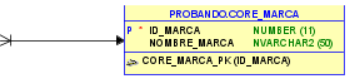 PROBANDO.CORE_MARCA
P * ID_MARCA NUMBER (11)
NOMBRE_MARCA NVARCHAR2 (50)
CORE_MARCA_PK (ID_MARCA)